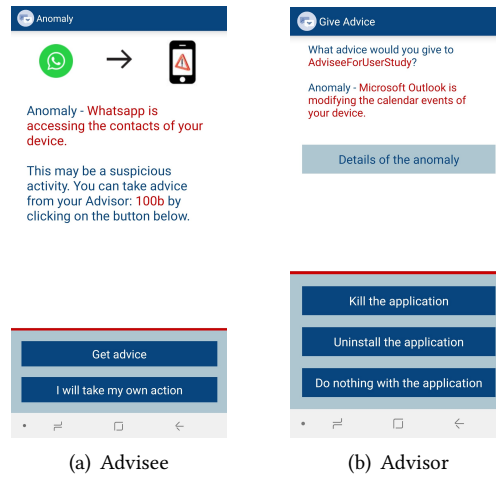 Anomaly
Anomaly - Whatsapp is
accessing the contacts of your
device.
This may be a suspicious
activity. You can take advice
from your Advisor: 100b by
clicking on the button below.
Get advice
I will take my own action
(a) Advisee
Give Advice
What advice would you give to
AdviseeForUserStudy?
Anomaly - Microsoft Outlook is
modifying the calendar events of
your device.
Details of the anomaly
Kill the application
Uninstall the application
Do nothing with the application
(b) Advisor